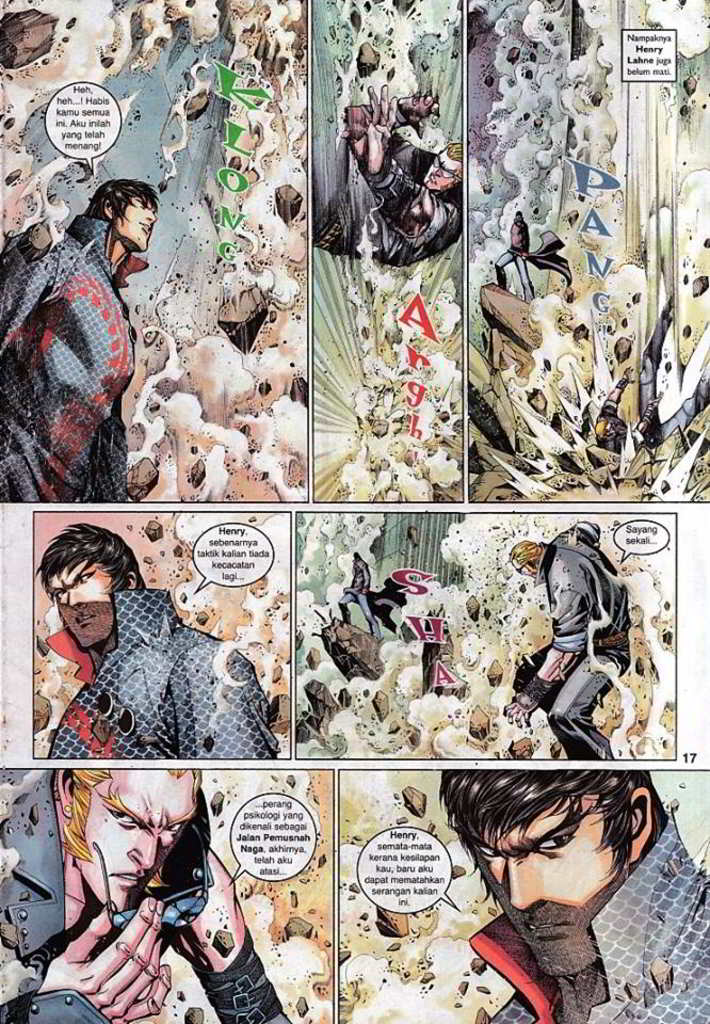 Heh,
heh...! Habis
kamu semua
ini. Aku inilah
yang telah
menang!
KLONG
Argh!
Nampaknya
Henry
Lahne juga
belum mati.
PANG
Henry,
sebenarnya
taktik kalian tiada
kecacatan
lagi...
SHA
Sayang
sekali...
17
...perang
psikologi yang
dikenali sebagai
Jalan Pemusnah
Naga, akhirnya,
telah aku
atasi...
Henry,
semata-mata
kerana kesilapan
kau, baru aku
dapat mematahkan
serangan kalian
ini.